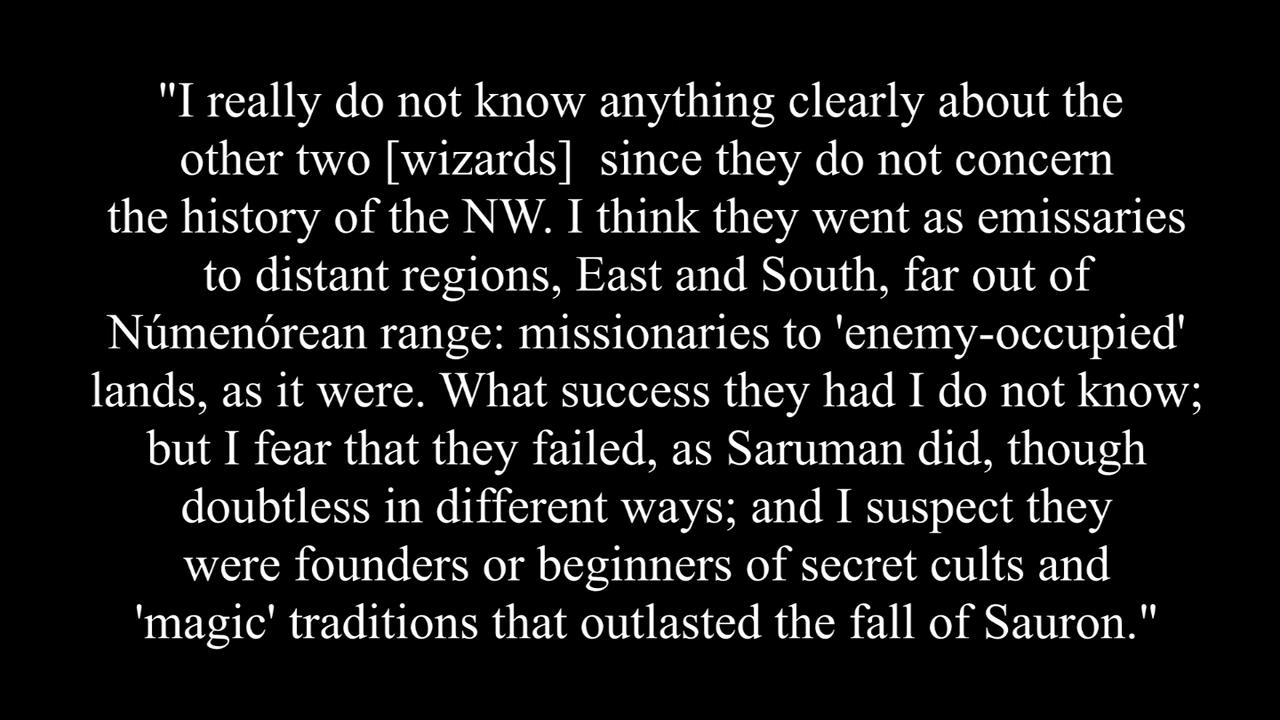 "I really do not know anything clearly about the
other two [wizards]  since they do not concern
the history of the NW. I think they went as emissaries
to distant regions, East and South, far out of
Númenórean range: missionaries to 'enemy-occupied'
lands, as it were. What success they had I do not know;
but I fear that they failed, as Saruman did, though
doubtless in different ways; and I suspect they
were founders or beginners of secret cults and
'magic' traditions that outlasted the fall of Sauron."